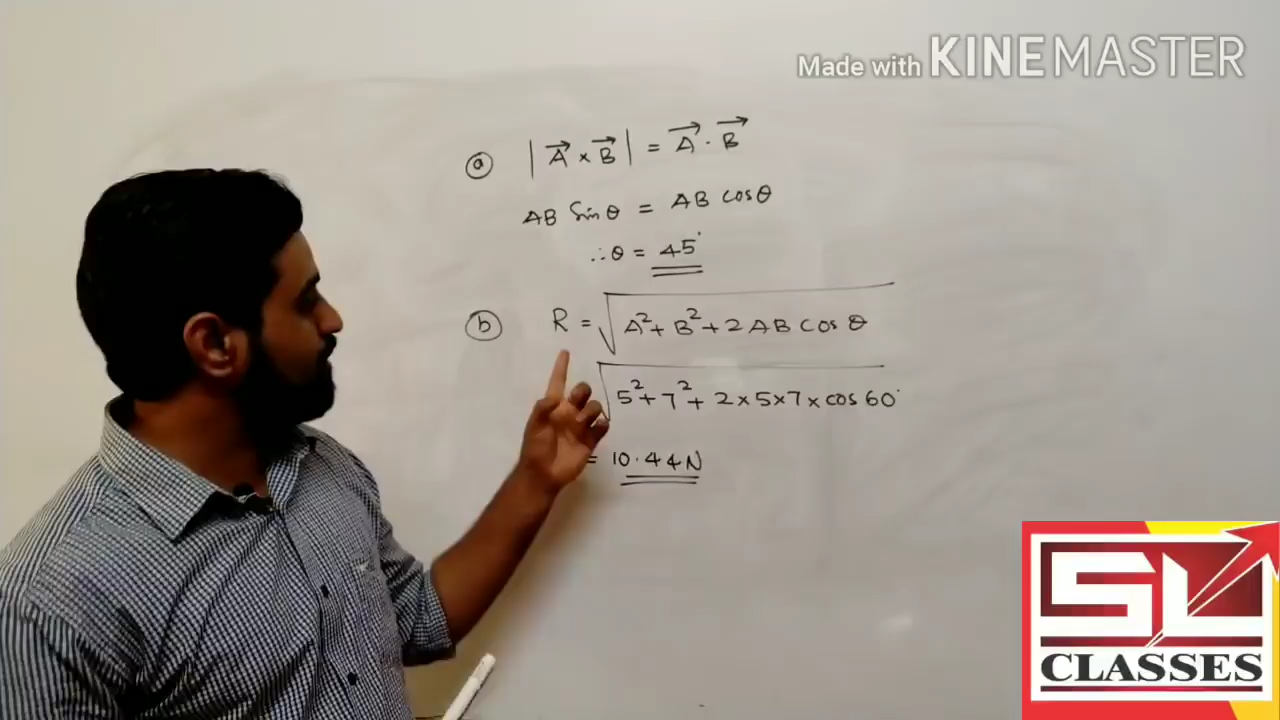 Made with KINEMASTER
ⓐ |A⃗ × B⃗| = A⃗ · B⃗
AB Sinθ = AB cosθ
∴θ = 45°
ⓑ R = √(A²+ B²+ 2AB Cos θ)
√(5²+ 7²+ 2×5×7×cos 60°)
= 10.44N
SL
CLASSES